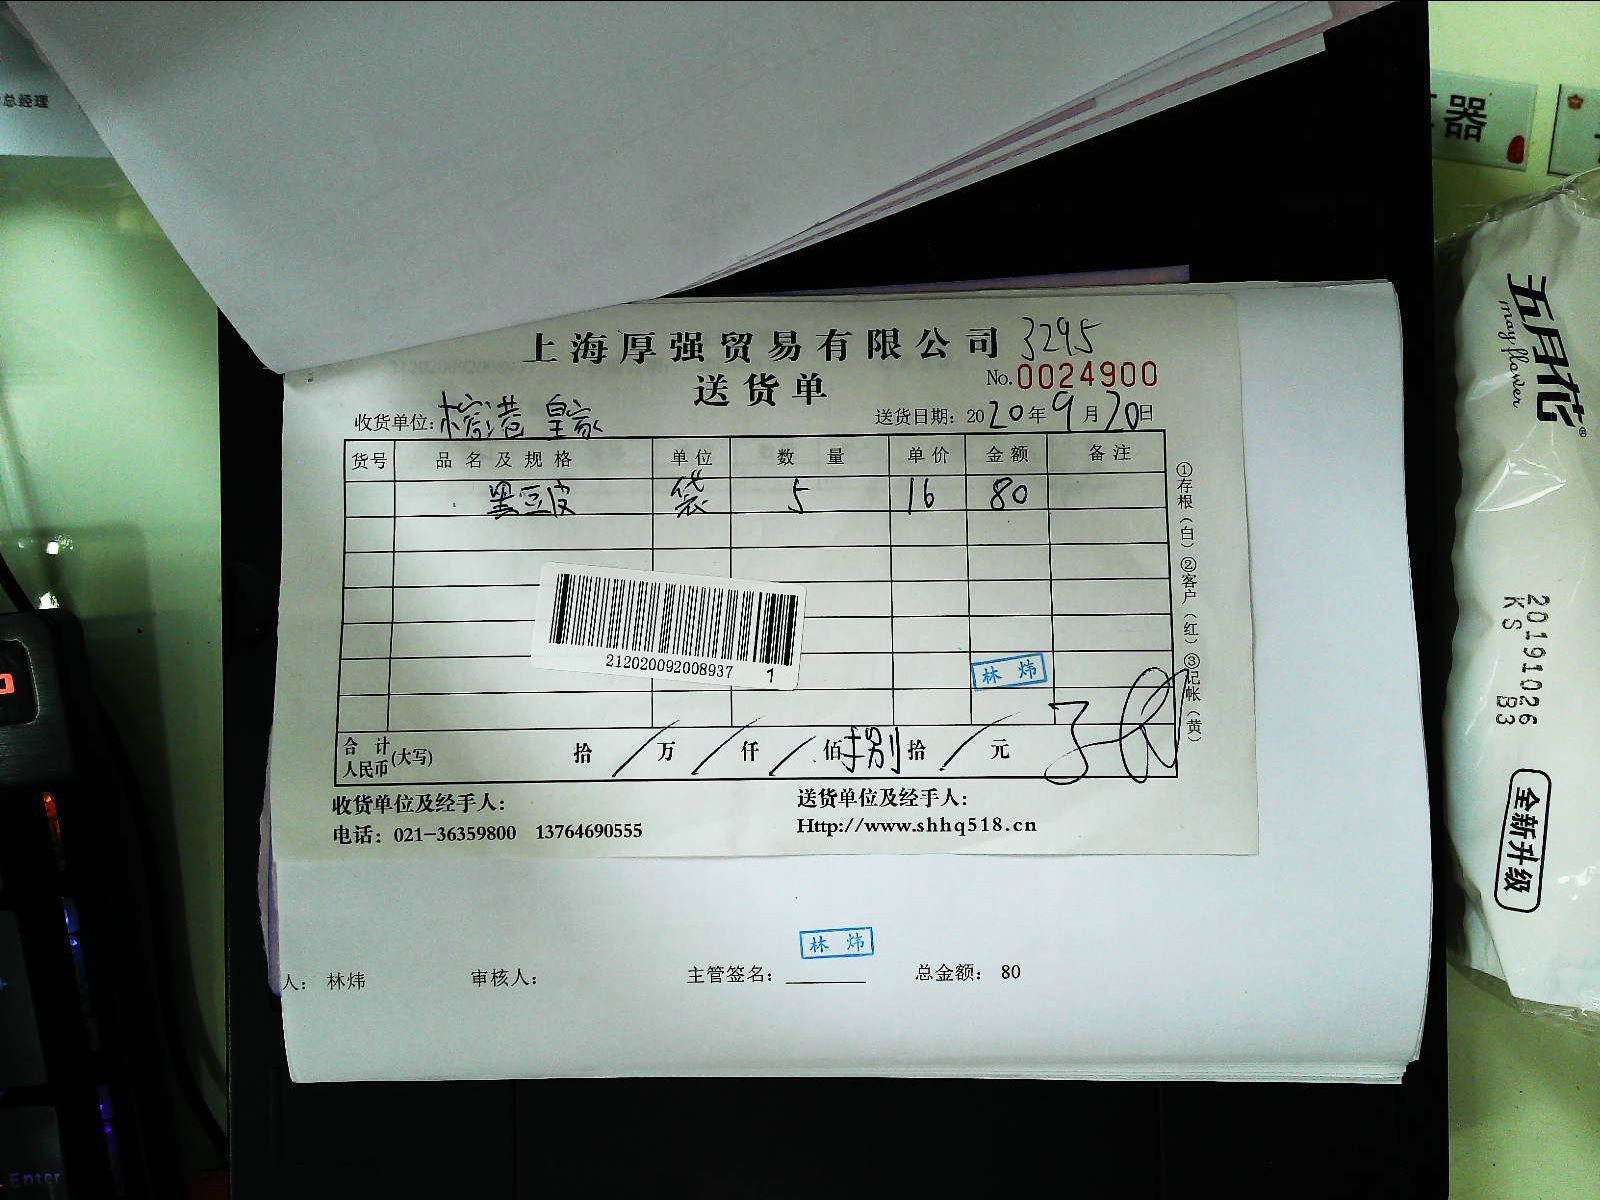 总经理
器
上海厚强贸易有限公司 3295
送货单
No.0024900
收货单位: 榕港 皇家
送货日期: 2020年9月20日
货号 品名及规格 单位 数量 单价 金额 备注
黑豆皮 袋 5 16 80
①存根(白)②客户(红)③记帐(黄)
212020092008937 1
林炜
合计人民币(大写) 拾 / 万 / 仟 / 佰 捌 拾 / 元
收货单位及经手人:
送货单位及经手人:
电话: 021-36359800 13764690555
Http://www.shhq518.cn
林炜
人: 林炜 审核人: 主管签名: 总金额: 80
五月花®
mayflower
20191026
KS B3
全新升级
Enter